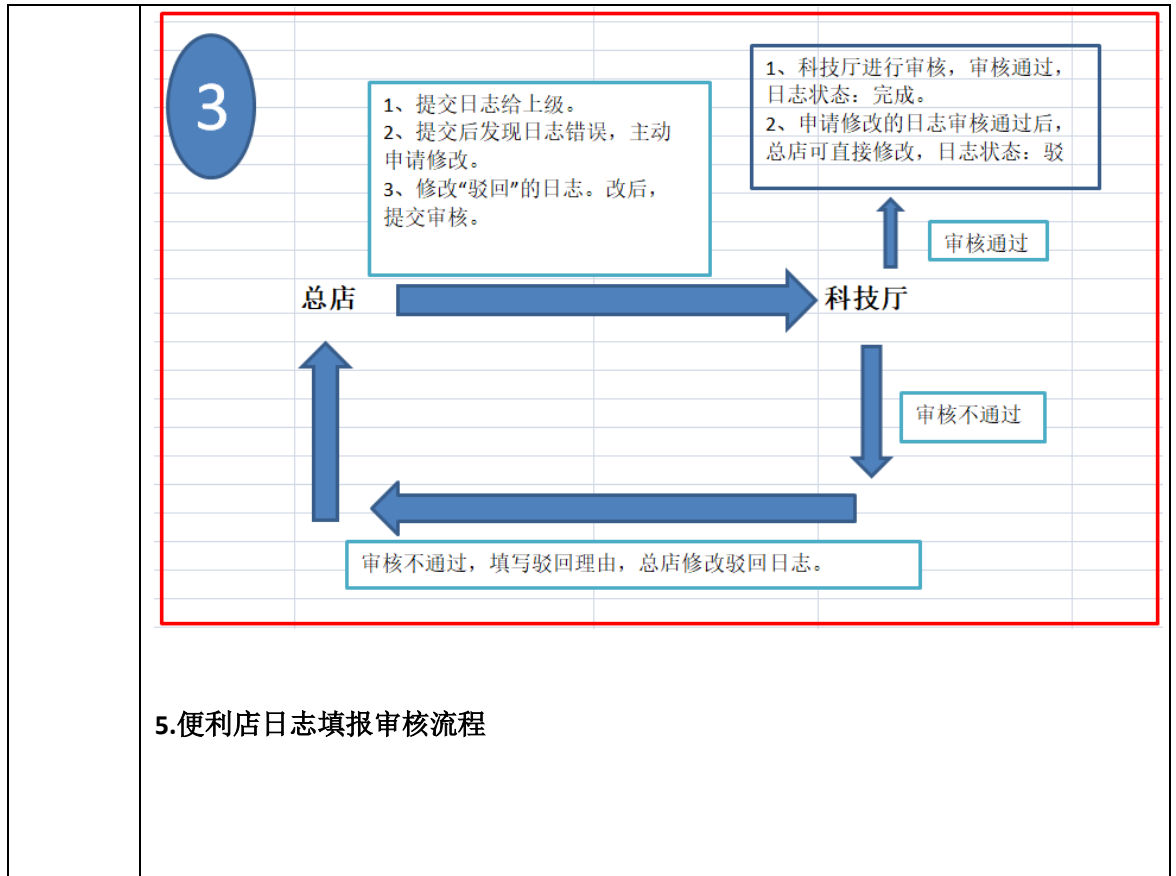 3
1、提交日志给上级。
2、提交后发现日志错误，主动
申请修改。
3、修改“驳回”的日志。改后，
提交审核。
1、科技厅进行审核，审核通过，
日志状态：完成。
2、申请修改的日志审核通过后，
总店可直接修改，日志状态：驳
审核通过
总店
科技厅
审核不通过
审核不通过，填写驳回理由，总店修改驳回日志。
5.便利店日志填报审核流程